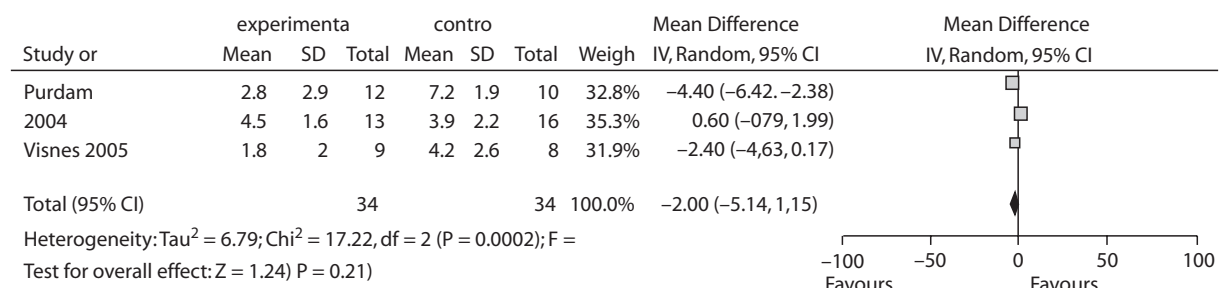 experimenta contro Mean Difference Mean Difference
Study or Mean SD Total Mean SD Total Weigh IV, Random, 95% CI IV, Random, 95% CI
Purdam 2.8 2.9 12 7.2 1.9 10 32.8% −4.40 (−6.42. −2.38)
2004 4.5 1.6 13 3.9 2.2 16 35.3% 0.60 (−079, 1.99)
Visnes 2005 1.8 2 9 4.2 2.6 8 31.9% −2.40 (−4,63, 0.17)
Total (95% CI) 34 34 100.0% −2.00 (−5.14, 1,15)
Heterogeneity: Tau² = 6.79; Chi² = 17.22, df = 2 (P = 0.0002); F =
Test for overall effect: Z = 1.24) P = 0.21)
−100 −50 0 50 100
Favours Favours